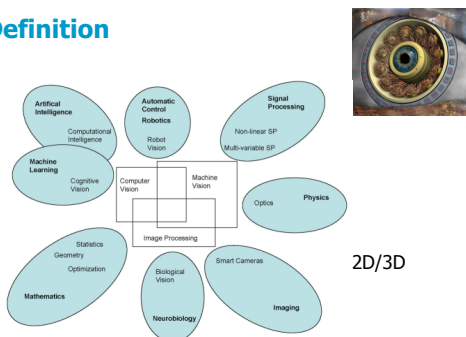 Definition
Artifical
Intelligence
Computational
Intelligence
Machine
Learning
Cognitive
Vision
Automatic
Control
Robotics
Robot
Vision
Signal
Processing
Non-linear SP
Multi-variable SP
Computer
Vision
Machine
Vision
Image Processing
Optics
Physics
Statistics
Geometry
Optimization
Mathematics
Biological
Vision
Neurobiology
Smart Cameras
Imaging
2D/3D